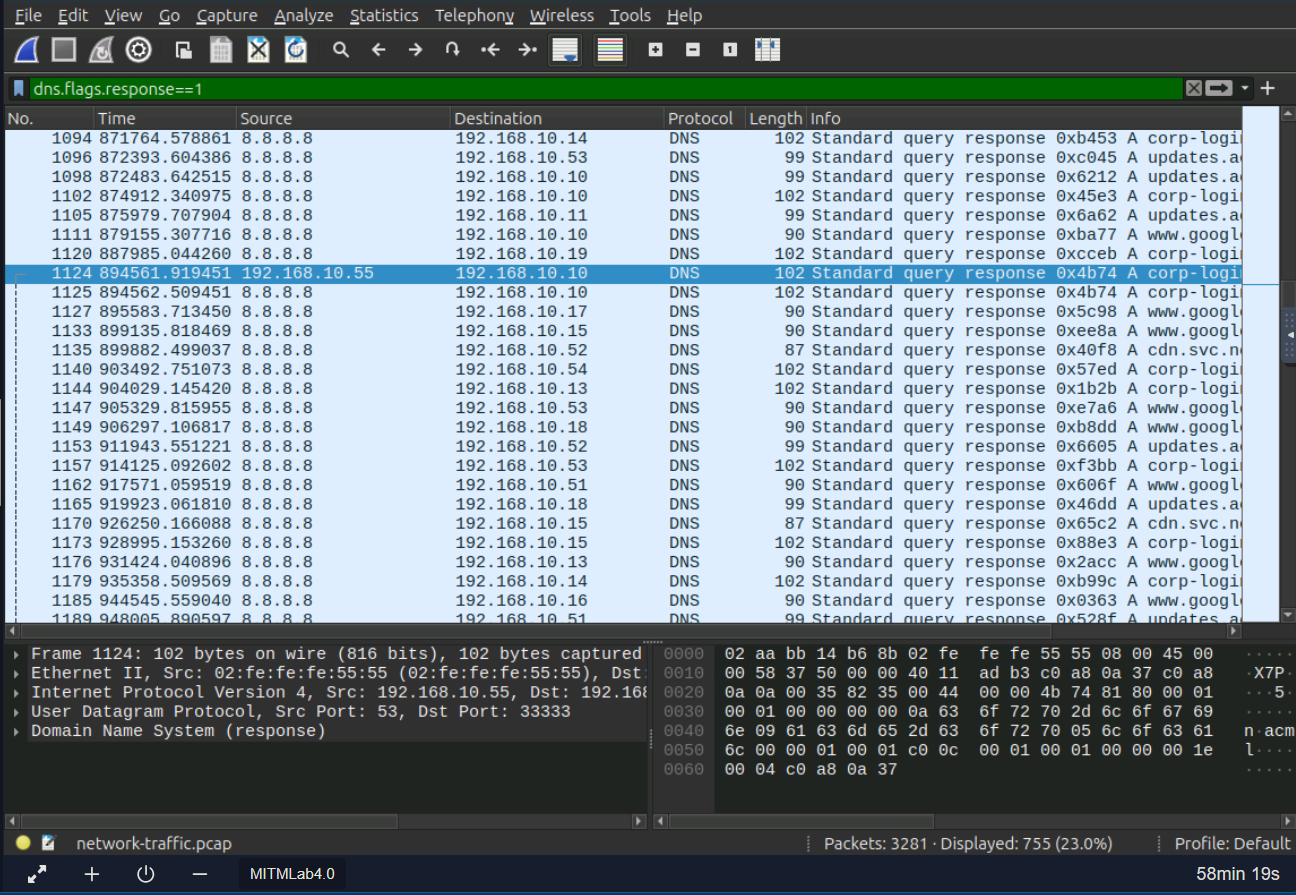 File Edit View Go Capture Analyze Statistics Telephony Wireless Tools Help
dns.flags.response==1
No. Time Source Destination Protocol Length Info
1094 871764.578861 8.8.8.8 192.168.10.14 DNS 102 Standard query response 0xb453 A corp-logi
1096 872393.604386 8.8.8.8 192.168.10.53 DNS 99 Standard query response 0xc045 A updates.a
1098 872483.642515 8.8.8.8 192.168.10.10 DNS 99 Standard query response 0x6212 A updates.a
1102 874912.340975 8.8.8.8 192.168.10.10 DNS 102 Standard query response 0x45e3 A corp-logi
1105 875979.707904 8.8.8.8 192.168.10.11 DNS 99 Standard query response 0x6a62 A updates.a
1111 879155.307716 8.8.8.8 192.168.10.10 DNS 90 Standard query response 0xba77 A www.googl
1120 887985.044260 8.8.8.8 192.168.10.19 DNS 102 Standard query response 0xcceb A corp-logi
1124 894561.919451 192.168.10.55 192.168.10.10 DNS 102 Standard query response 0x4b74 A corp-logi
1125 894562.509451 8.8.8.8 192.168.10.10 DNS 102 Standard query response 0x4b74 A corp-logi
1127 895583.713450 8.8.8.8 192.168.10.17 DNS 90 Standard query response 0x5c98 A www.googl
1133 899135.818469 8.8.8.8 192.168.10.15 DNS 90 Standard query response 0xee8a A www.googl
1135 899882.499037 8.8.8.8 192.168.10.52 DNS 87 Standard query response 0x40f8 A cdn.svc.n
1140 903492.751073 8.8.8.8 192.168.10.54 DNS 102 Standard query response 0x57ed A corp-logi
1144 904029.145420 8.8.8.8 192.168.10.13 DNS 102 Standard query response 0x1b2b A corp-logi
1147 905329.815955 8.8.8.8 192.168.10.53 DNS 90 Standard query response 0xe7a6 A www.googl
1149 906297.106817 8.8.8.8 192.168.10.18 DNS 90 Standard query response 0xb8dd A www.googl
1153 911943.551221 8.8.8.8 192.168.10.52 DNS 99 Standard query response 0x6605 A updates.a
1157 914125.092602 8.8.8.8 192.168.10.53 DNS 102 Standard query response 0xf3bb A corp-logi
1162 917571.059519 8.8.8.8 192.168.10.51 DNS 90 Standard query response 0x606f A www.googl
1165 919923.061810 8.8.8.8 192.168.10.18 DNS 99 Standard query response 0x46dd A updates.a
1170 926250.166088 8.8.8.8 192.168.10.15 DNS 87 Standard query response 0x65c2 A cdn.svc.n
1173 928995.153260 8.8.8.8 192.168.10.15 DNS 102 Standard query response 0x88e3 A corp-logi
1176 931424.040896 8.8.8.8 192.168.10.13 DNS 90 Standard query response 0x2acc A www.googl
1179 935358.509569 8.8.8.8 192.168.10.14 DNS 102 Standard query response 0xb99c A corp-logi
1185 944545.559040 8.8.8.8 192.168.10.16 DNS 90 Standard query response 0x0363 A www.googl
1189 948005.890597 8.8.8.8 192.168.10.51 DNS 99 Standard query response 0x528f A updates.a
Frame 1124: 102 bytes on wire (816 bits), 102 bytes captured
Ethernet II, Src: 02:fe:fe:fe:55:55 (02:fe:fe:fe:55:55), Dst:
Internet Protocol Version 4, Src: 192.168.10.55, Dst: 192.168
User Datagram Protocol, Src Port: 53, Dst Port: 33333
Domain Name System (response)
0000 02 aa bb 14 b6 8b 02 fe fe fe 55 55 08 00 45 00 ·····
0010 00 58 37 50 00 00 40 11 ad b3 c0 a8 0a 37 c0 a8 ·X7P·
0020 0a 0a 00 35 82 35 00 44 00 00 4b 74 81 80 00 01 ···5·
0030 00 01 00 00 00 00 0a 63 6f 72 70 2d 6c 6f 67 69 ·····
0040 6e 09 61 63 6d 65 2d 63 6f 72 70 05 6c 6f 63 61 n·acm
0050 6c 00 00 01 00 01 c0 0c 00 01 00 01 00 00 00 1e l····
0060 00 04 c0 a8 0a 37 ·····
network-traffic.pcap Packets: 3281 · Displayed: 755 (23.0%) Profile: Default
MITMLab4.0 58min 19s